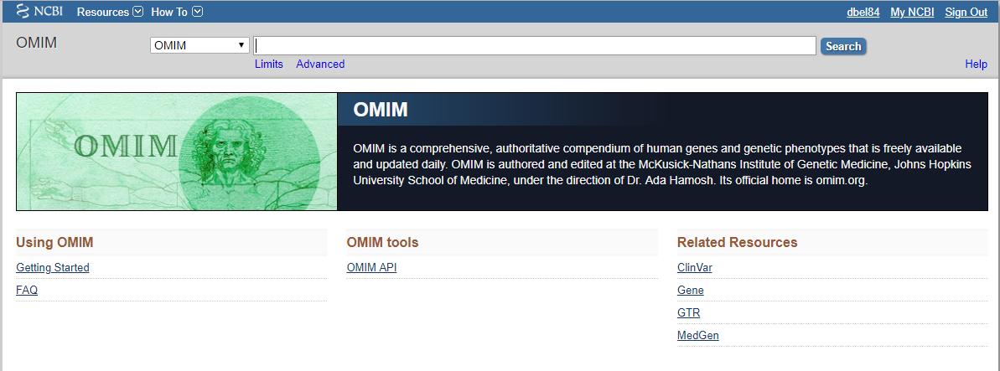 NCBI Resources How To dbel84 My NCBI Sign Out
OMIM OMIM Search
Limits Advanced Help
OMIM
OMIM
OMIM is a comprehensive, authoritative compendium of human genes and genetic phenotypes that is freely available
and updated daily. OMIM is authored and edited at the McKusick-Nathans Institute of Genetic Medicine, Johns Hopkins
University School of Medicine, under the direction of Dr. Ada Hamosh. Its official home is omim.org.
Using OMIM
Getting Started
FAQ
OMIM tools
OMIM API
Related Resources
ClinVar
Gene
GTR
MedGen